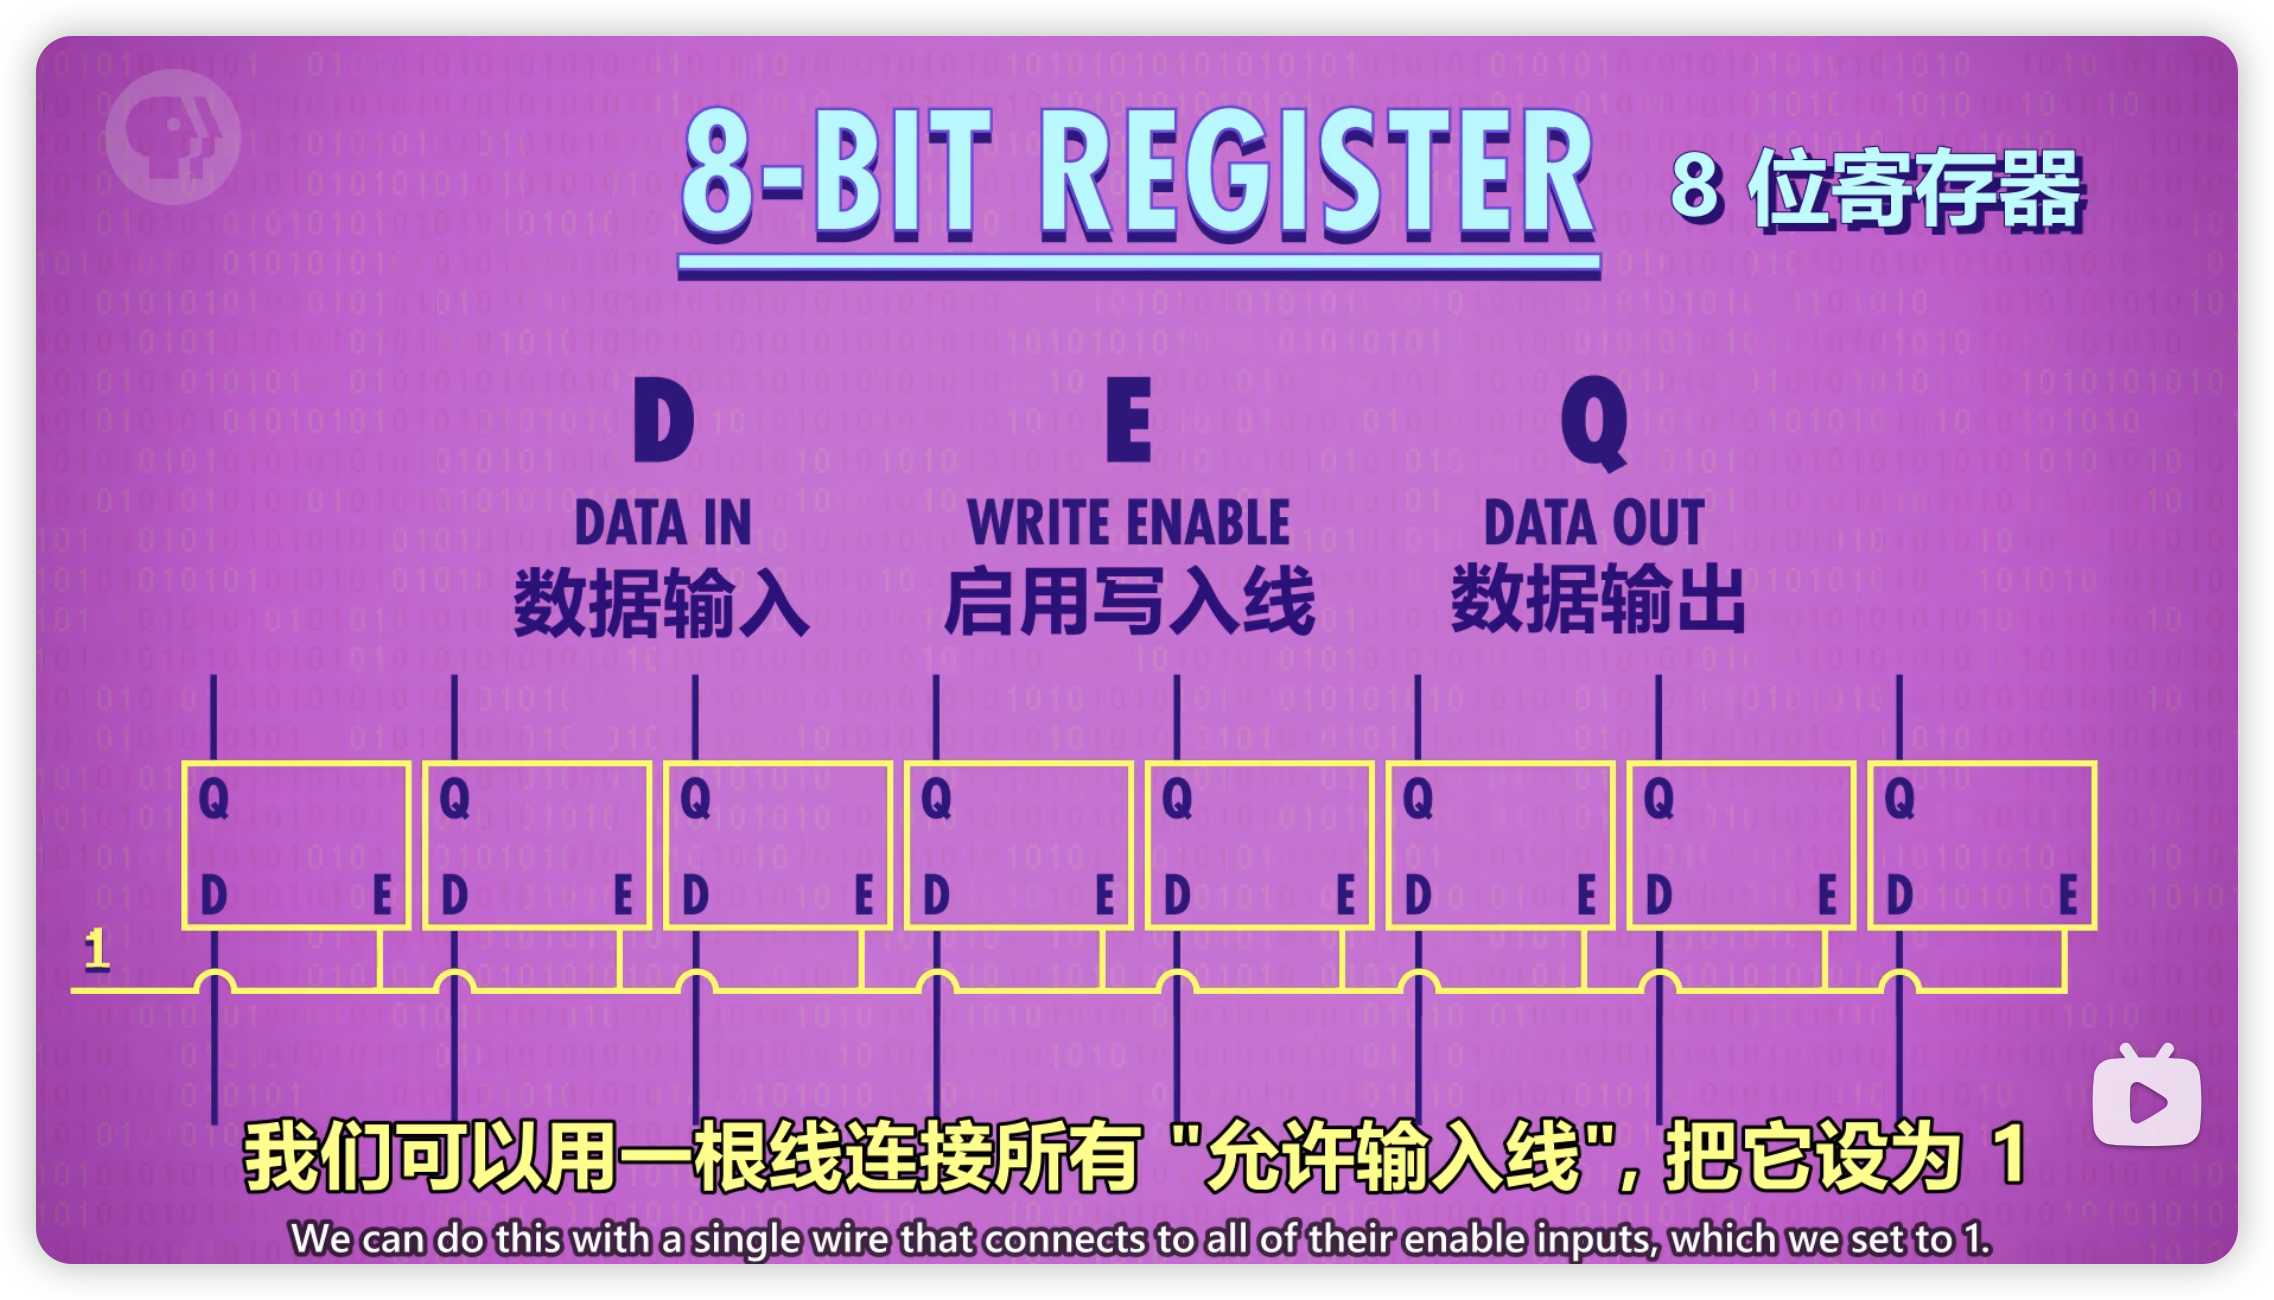 8-BIT REGISTER 8 位寄存器
D E Q
DATA IN WRITE ENABLE DATA OUT
数据输入 启用写入线 数据输出
Q Q Q Q Q Q Q Q
D E D E D E D E D E D E D E D E
1
我们可以用一根线连接所有 "允许输入线", 把它设为 1
We can do this with a single wire that connects to all of their enable inputs, which we set to 1.